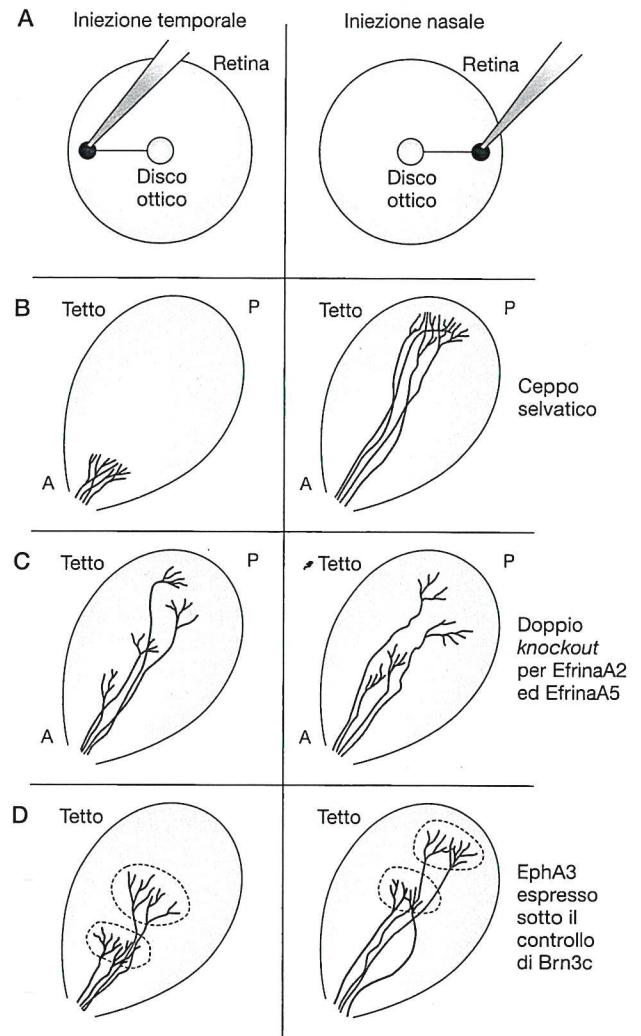 A
Iniezione temporale
Iniezione nasale
Retina
Disco
ottico
Retina
Disco
ottico
B
Tetto
P
A
Tetto
P
A
Ceppo
selvatico
C
Tetto
P
A
Tetto
P
A
Doppio
knockout
per EfrinaA2
ed EfrinaA5
D
Tetto
Tetto
EphA3
espresso
sotto il
controllo
di Brn3c